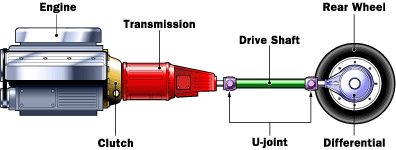 Engine
Transmission
Rear Wheel
Drive Shaft
Clutch
U-joint
Differential